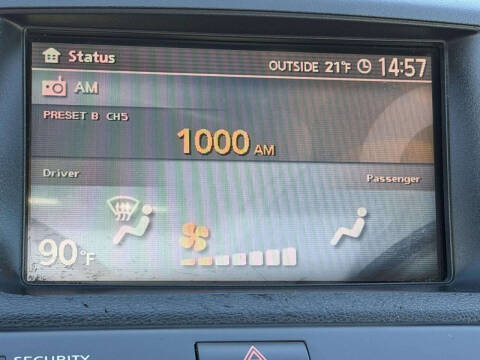 Status
OUTSIDE 21°F 14:57
AM
PRESET B CH5
1000 AM
Driver
Passenger
90°F
SECURITY